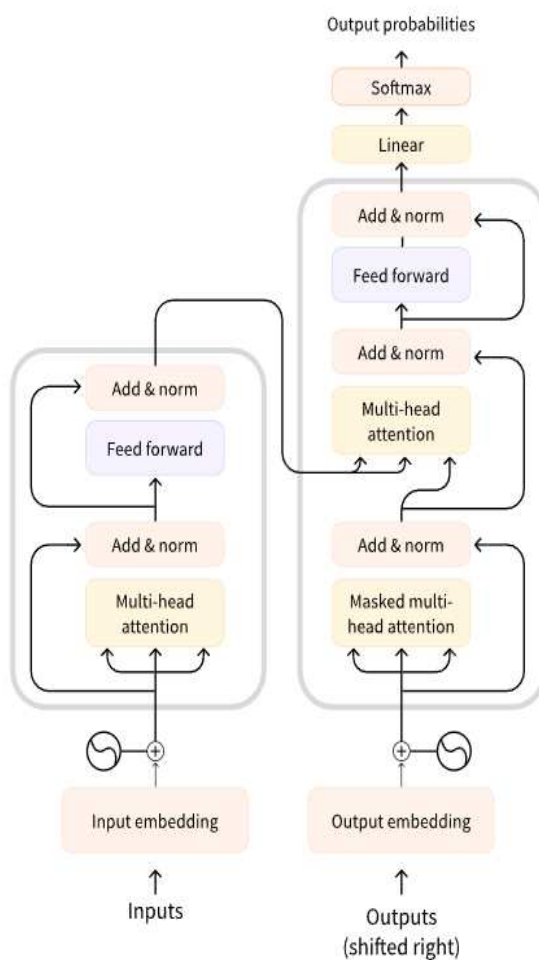 Output probabilities
Softmax
Linear
Add & norm
Feed forward
Add & norm
Multi-head
attention
Add & norm
Masked multi-
head attention
Output embedding
Outputs
(shifted right)
Add & norm
Feed forward
Add & norm
Multi-head
attention
Input embedding
Inputs